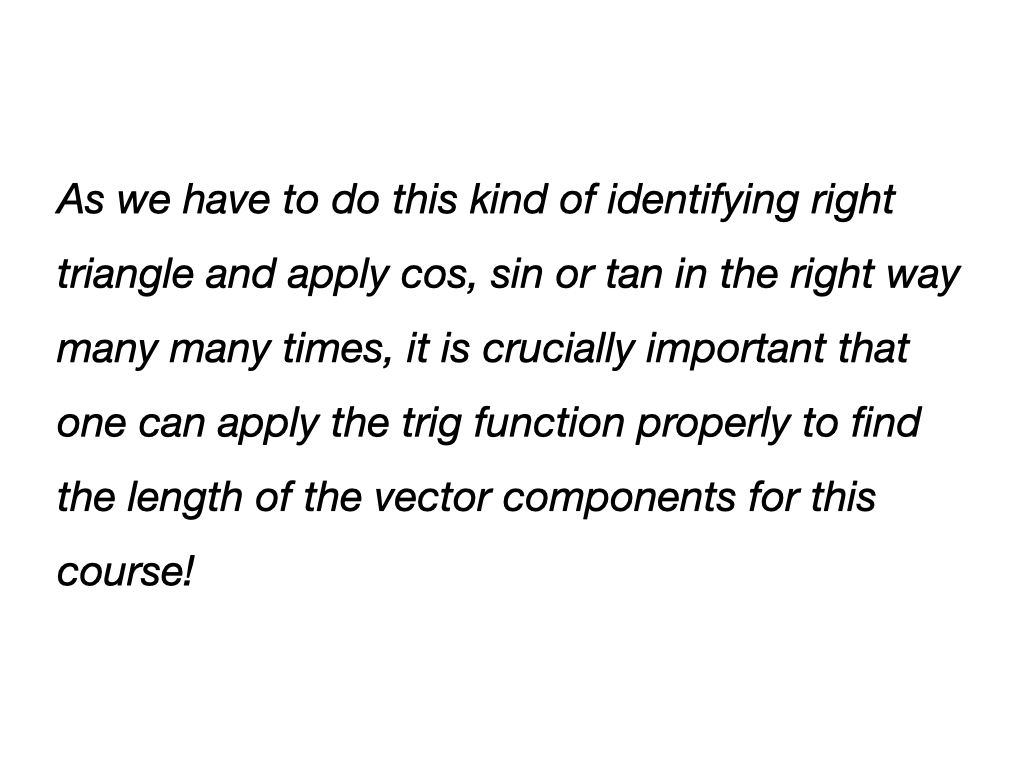 As we have to do this kind of identifying right
triangle and apply cos, sin or tan in the right way
many many times, it is crucially important that
one can apply the trig function properly to find
the length of the vector components for this
course!